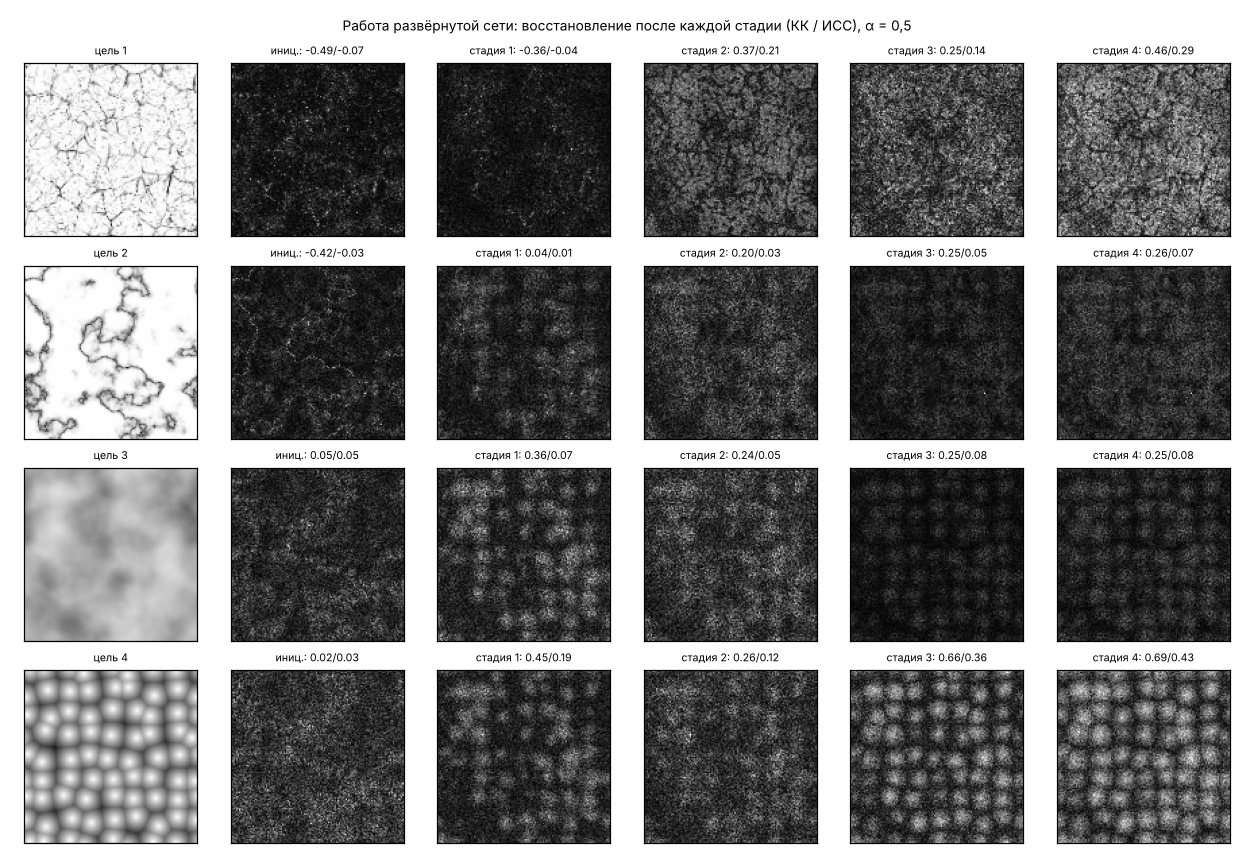 Работа развёрнутой сети: восстановление после каждой стадии (КК / ИСС), α = 0,5
цель 1
иниц.: -0.49/-0.07
стадия 1: -0.36/-0.04
стадия 2: 0.37/0.21
стадия 3: 0.25/0.14
стадия 4: 0.46/0.29
цель 2
иниц.: -0.42/-0.03
стадия 1: 0.04/0.01
стадия 2: 0.20/0.03
стадия 3: 0.25/0.05
стадия 4: 0.26/0.07
цель 3
иниц.: 0.05/0.05
стадия 1: 0.36/0.07
стадия 2: 0.24/0.05
стадия 3: 0.25/0.08
стадия 4: 0.25/0.08
цель 4
иниц.: 0.02/0.03
стадия 1: 0.45/0.19
стадия 2: 0.26/0.12
стадия 3: 0.66/0.36
стадия 4: 0.69/0.43